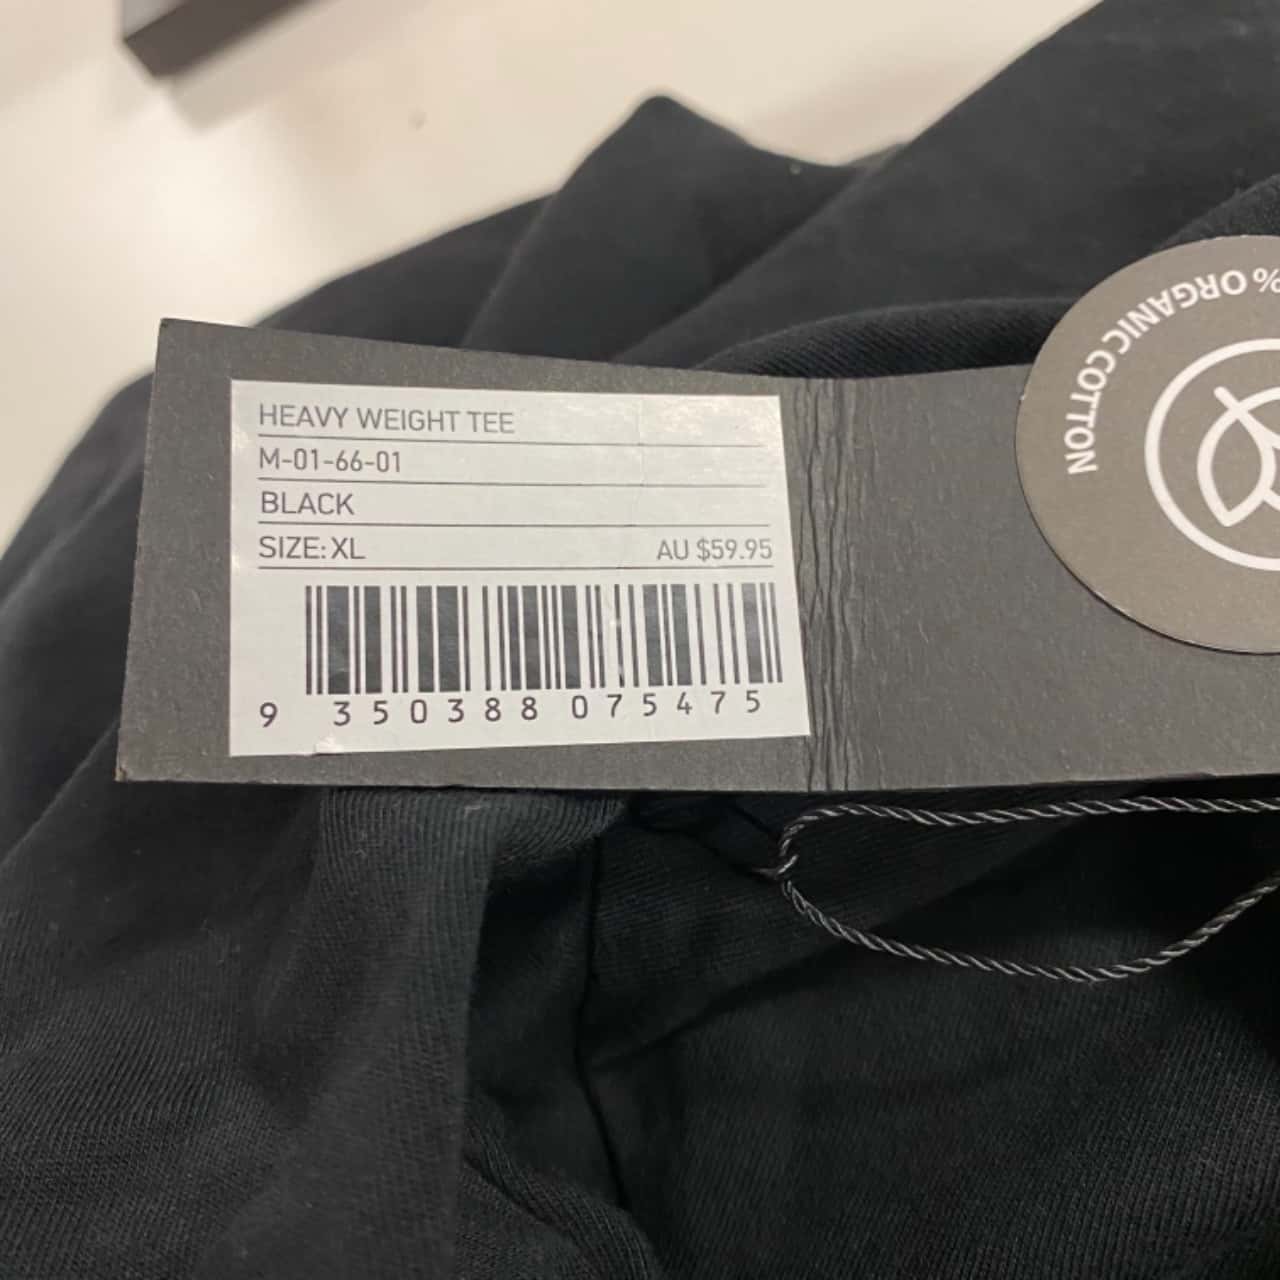 HEAVY WEIGHT TEE
M-01-66-01
BLACK
SIZE: XL AU $59.95
9 350388 075475
% ORGANIC COTTON